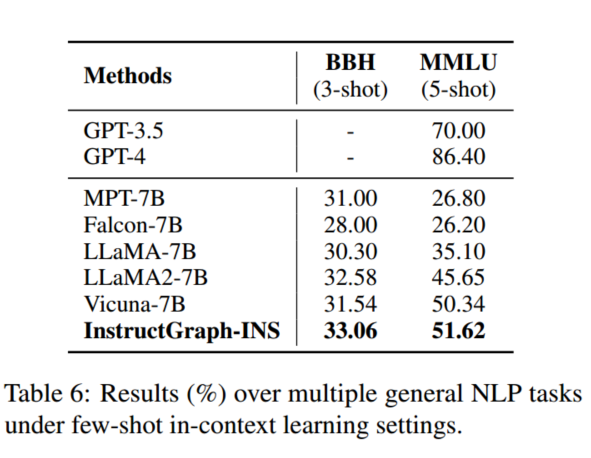 Methods BBH MMLU
(3-shot) (5-shot)
GPT-3.5 - 70.00
GPT-4 - 86.40
MPT-7B 31.00 26.80
Falcon-7B 28.00 26.20
LLaMA-7B 30.30 35.10
LLaMA2-7B 32.58 45.65
Vicuna-7B 31.54 50.34
InstructGraph-INS 33.06 51.62
Table 6: Results (%) over multiple general NLP tasks
under few-shot in-context learning settings.